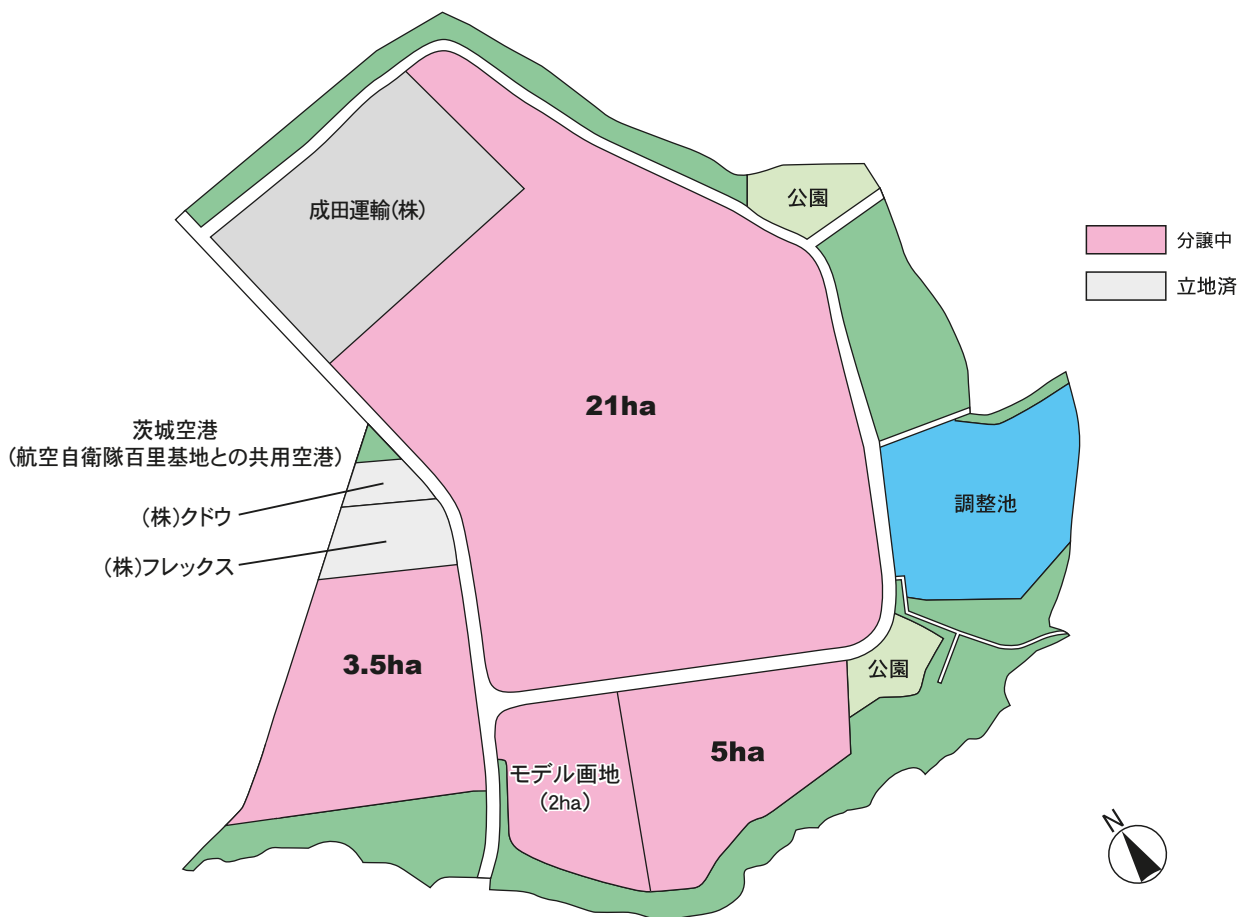 成田運輸(株)
公園
分譲中
立地済
21ha
茨城空港
(航空自衛隊百里基地との共用空港)
(株)クドウ
(株)フレックス
調整池
3.5ha
公園
5ha
モデル画地
(2ha)
N